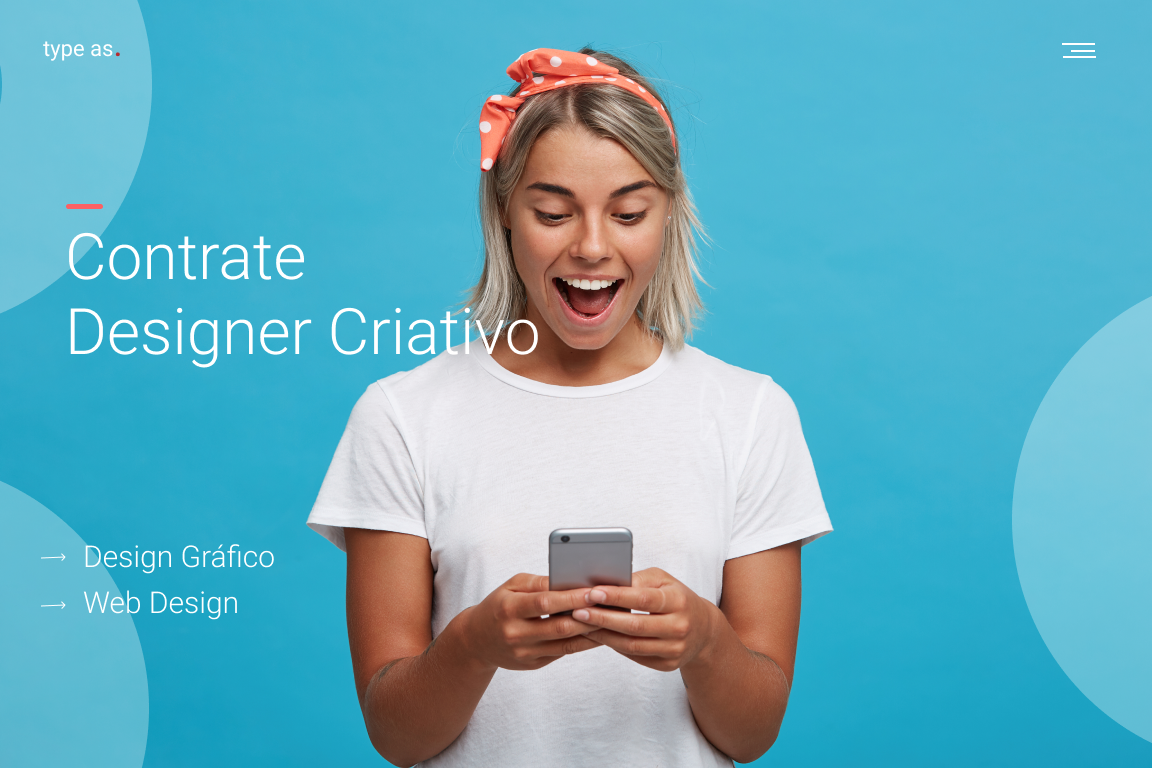 type as.
Contrate
Designer Criativo
Design Gráfico
Web Design